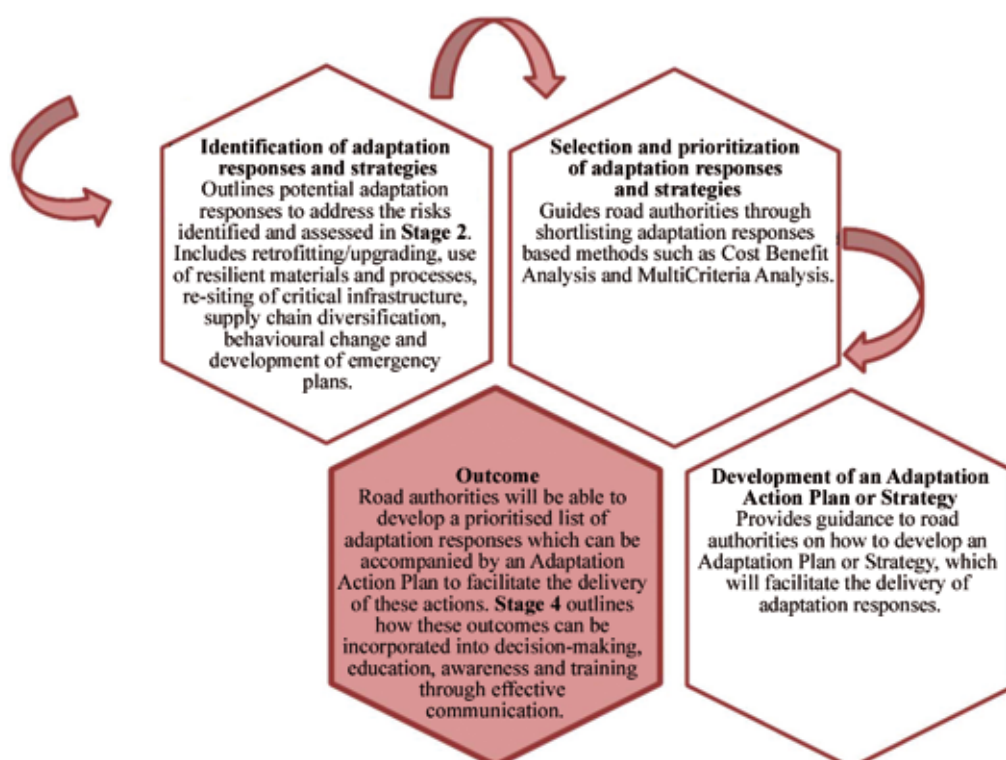 Identification of adaptation
responses and strategies
Outlines potential adaptation
responses to address the risks
identified and assessed in Stage 2.
Includes retrofitting/upgrading, use
of resilient materials and processes,
re-siting of critical infrastructure,
supply chain diversification,
behavioural change and
development of emergency
plans.
Selection and prioritization
of adaptation responses
and strategies
Guides road authorities through
shortlisting adaptation responses
based methods such as Cost Benefit
Analysis and MultiCriteria Analysis.
Outcome
Road authorities will be able to
develop a prioritised list of
adaptation responses which can be
accompanied by an Adaptation
Action Plan to facilitate the delivery
of these actions. Stage 4 outlines
how these outcomes can be
incorporated into decision-making,
education, awareness and training
through effective
communication.
Development of an Adaptation
Action Plan or Strategy
Provides guidance to road
authorities on how to develop an
Adaptation Plan or Strategy, which
will facilitate the delivery of
adaptation responses.